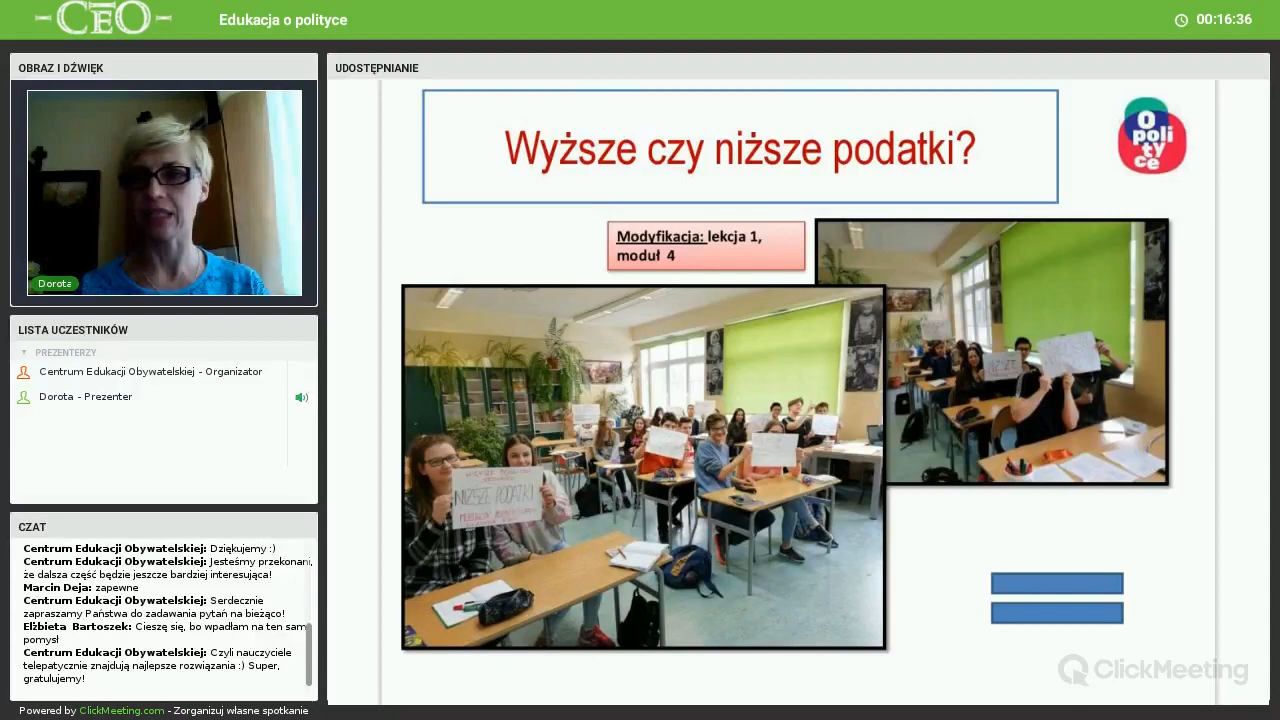 CEO
Edukacja o polityce
00:16:36
OBRAZ I DŹWIĘK
Dorota
LISTA UCZESTNIKÓW
PREZENTERZY
Centrum Edukacji Obywatelskiej - Organizator
Dorota - Prezenter
CZAT
Centrum Edukacji Obywatelskiej: Dziękujemy :)
Centrum Edukacji Obywatelskiej: Jesteśmy przekonani,
że dalsza część będzie jeszcze bardziej interesująca!
Marcin Deja: zapewne
Centrum Edukacji Obywatelskiej: Serdecznie
zapraszamy Państwa do zadawania pytań na bieżąco!
Elżbieta Bartoszek: Cieszę się, bo wpadłam na ten sam
pomysł
Centrum Edukacji Obywatelskiej: Czyli nauczyciele
telepatycznie znajdują najlepsze rozwiązania :) Super,
gratulujemy!
Powered by ClickMeeting.com - Zorganizuj własne spotkanie
UDOSTĘPNIANIE
Wyższe czy niższe podatki?
O
poli
ty
ce
Modyfikacja: lekcja 1,
moduł 4
NIŻSZE PODATKI
NIŻSZE
ClickMeeting